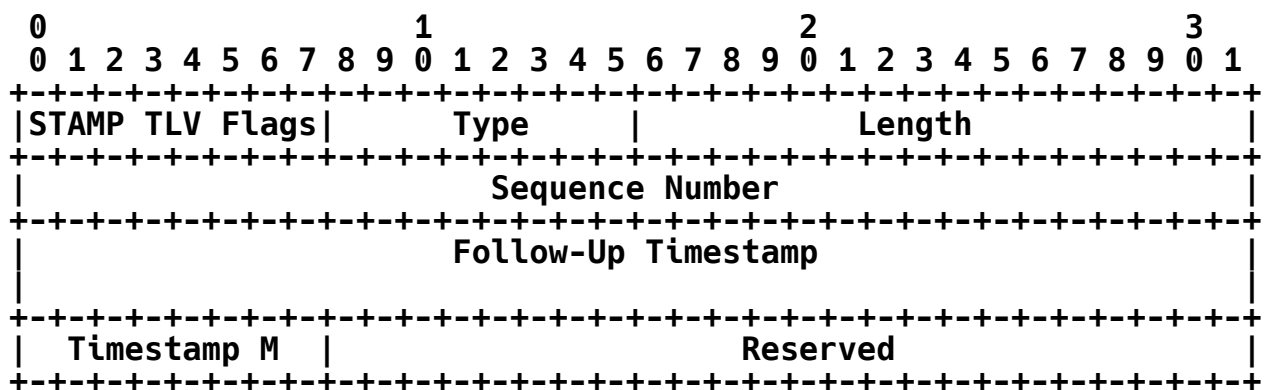 0                   1                   2                   3
 0 1 2 3 4 5 6 7 8 9 0 1 2 3 4 5 6 7 8 9 0 1 2 3 4 5 6 7 8 9 0 1
+-+-+-+-+-+-+-+-+-+-+-+-+-+-+-+-+-+-+-+-+-+-+-+-+-+-+-+-+-+-+-+-+
|STAMP TLV Flags|      Type     |           Length              |
+-+-+-+-+-+-+-+-+-+-+-+-+-+-+-+-+-+-+-+-+-+-+-+-+-+-+-+-+-+-+-+-+
|                        Sequence Number                        |
+-+-+-+-+-+-+-+-+-+-+-+-+-+-+-+-+-+-+-+-+-+-+-+-+-+-+-+-+-+-+-+-+
|                      Follow-Up Timestamp                      |
|                                                               |
+-+-+-+-+-+-+-+-+-+-+-+-+-+-+-+-+-+-+-+-+-+-+-+-+-+-+-+-+-+-+-+-+
|  Timestamp M  |                     Reserved                  |
+-+-+-+-+-+-+-+-+-+-+-+-+-+-+-+-+-+-+-+-+-+-+-+-+-+-+-+-+-+-+-+-+